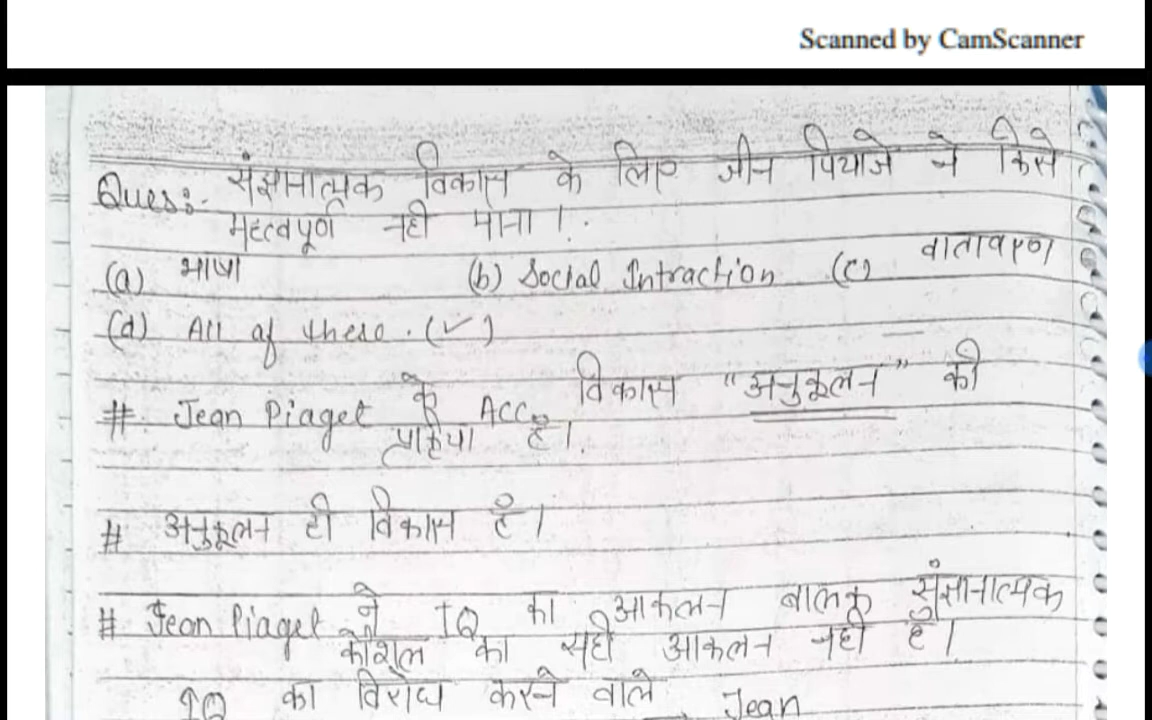 Scanned by CamScanner
Ques:- संज्ञानात्मक विकास के लिए जीन पियाजे ने किसे
महत्वपूर्ण नही माना।.
(a) भाषा (b) Social Intraction (c) वातावरण
(d) All of these. (✓)
# Jean Piaget के Acc. विकास "अनुकूलन" की
प्राक्रिया है।
# अनुकूलन ही विकास है।
# Jean Piaget ने IQ का आकलन बालक संज्ञानात्मक
कौशल का सही आकलन नही है।
IQ का विरोध करने वाले Jean